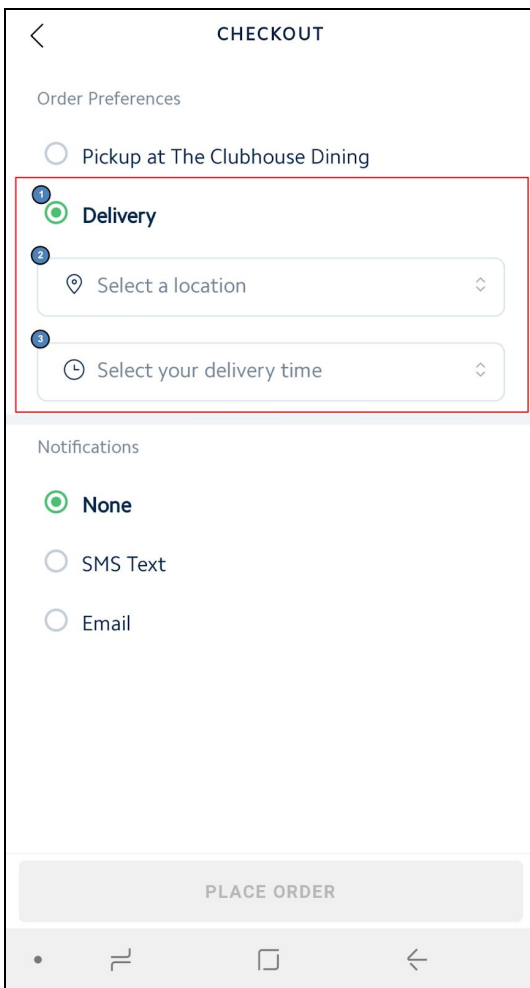 CHECKOUT
Order Preferences
Pickup at The Clubhouse Dining
1
Delivery
2
Select a location
3
Select your delivery time
Notifications
None
SMS Text
Email
PLACE ORDER